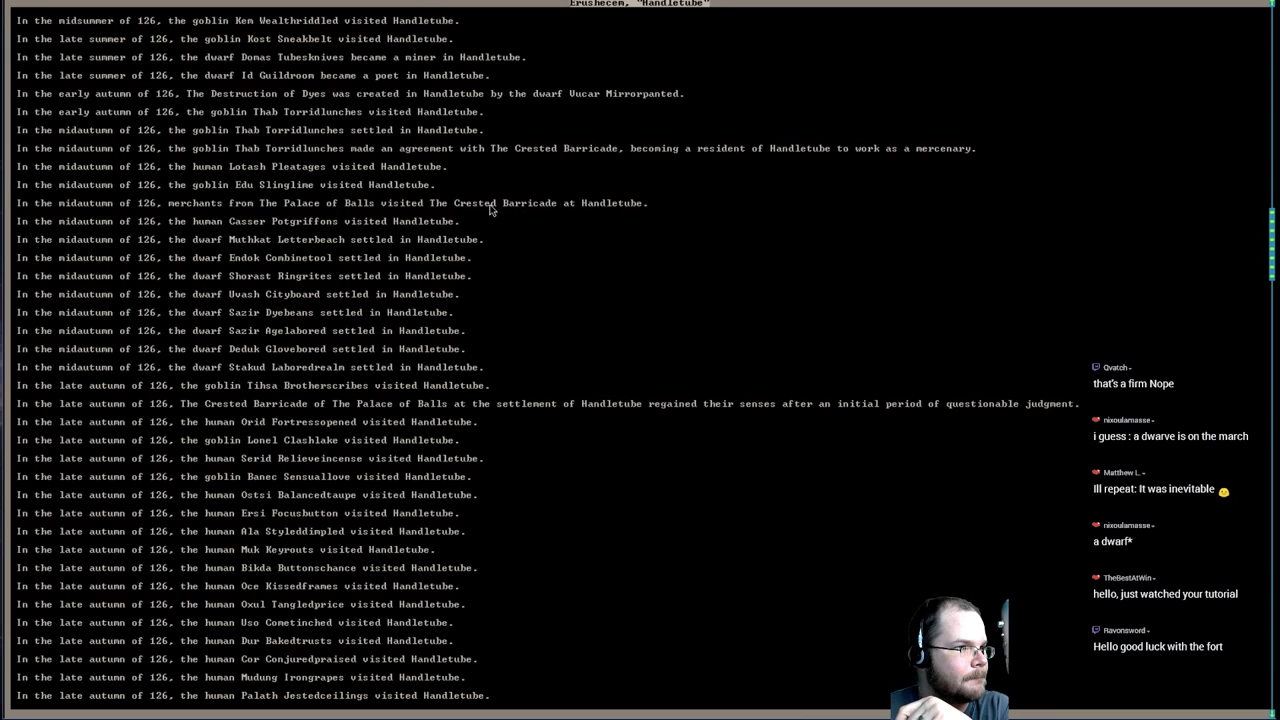 Erushecem, "Handletube"
In the midsummer of 126, the goblin Kem Wealthriddled visited Handletube.
In the late summer of 126, the goblin Kost Sneakbelt visited Handletube.
In the late summer of 126, the dwarf Domas Tubesknives became a miner in Handletube.
In the late summer of 126, the dwarf Id Guildroom became a poet in Handletube.
In the early autumn of 126, The Destruction of Dyes was created in Handletube by the dwarf Vucar Mirrorpanted.
In the early autumn of 126, the goblin Thab Torridlunches visited Handletube.
In the midautumn of 126, the goblin Thab Torridlunches settled in Handletube.
In the midautumn of 126, the goblin Thab Torridlunches made an agreement with The Crested Barricade, becoming a resident of Handletube to work as a mercenary.
In the midautumn of 126, the human Lotash Pleatages visited Handletube.
In the midautumn of 126, the goblin Edu Slinglime visited Handletube.
In the midautumn of 126, merchants from The Palace of Balls visited The Crested Barricade at Handletube.
In the midautumn of 126, the human Casser Potgriffons visited Handletube.
In the midautumn of 126, the dwarf Muthkat Letterbeach settled in Handletube.
In the midautumn of 126, the dwarf Endok Combinetool settled in Handletube.
In the midautumn of 126, the dwarf Shorast Ringrites settled in Handletube.
In the midautumn of 126, the dwarf Uvash Cityboard settled in Handletube.
In the midautumn of 126, the dwarf Sazir Dyebeans settled in Handletube.
In the midautumn of 126, the dwarf Sazir Agelabored settled in Handletube.
In the midautumn of 126, the dwarf Deduk Glovebored settled in Handletube.
In the midautumn of 126, the dwarf Stakud Laboredrealm settled in Handletube.
In the late autumn of 126, the goblin Tihsa Brotherscribes visited Handletube.
In the late autumn of 126, The Crested Barricade of The Palace of Balls at the settlement of Handletube regained their senses after an initial period of questionable judgment.
In the late autumn of 126, the human Orid Fortressopened visited Handletube.
In the late autumn of 126, the goblin Lonel Clashlake visited Handletube.
In the late autumn of 126, the human Serid Relieveincense visited Handletube.
In the late autumn of 126, the goblin Banec Sensuallove visited Handletube.
In the late autumn of 126, the human Ostsi Balancedtaupe visited Handletube.
In the late autumn of 126, the human Ersi Focusbutton visited Handletube.
In the late autumn of 126, the human Ala Styleddimpled visited Handletube.
In the late autumn of 126, the human Muk Keyrouts visited Handletube.
In the late autumn of 126, the human Bikda Buttonschance visited Handletube.
In the late autumn of 126, the human Oce Kissedframes visited Handletube.
In the late autumn of 126, the human Oxul Tangledprice visited Handletube.
In the late autumn of 126, the human Uso Cometinched visited Handletube.
In the late autumn of 126, the human Dur Bakedtrusts visited Handletube.
In the late autumn of 126, the human Cor Conjuredpraised visited Handletube.
In the late autumn of 126, the human Mudung Irongrapes visited Handletube.
In the late autumn of 126, the human Palath Jestedceilings visited Handletube.
Qvatch
that's a firm Nope
nixoulamasse
i guess : a dwarve is on the march
Matthew L.
Ill repeat: It was inevitable
nixoulamasse
a dwarf*
TheBestAtWin
hello, just watched your tutorial
Ravonsword
Hello good luck with the fort